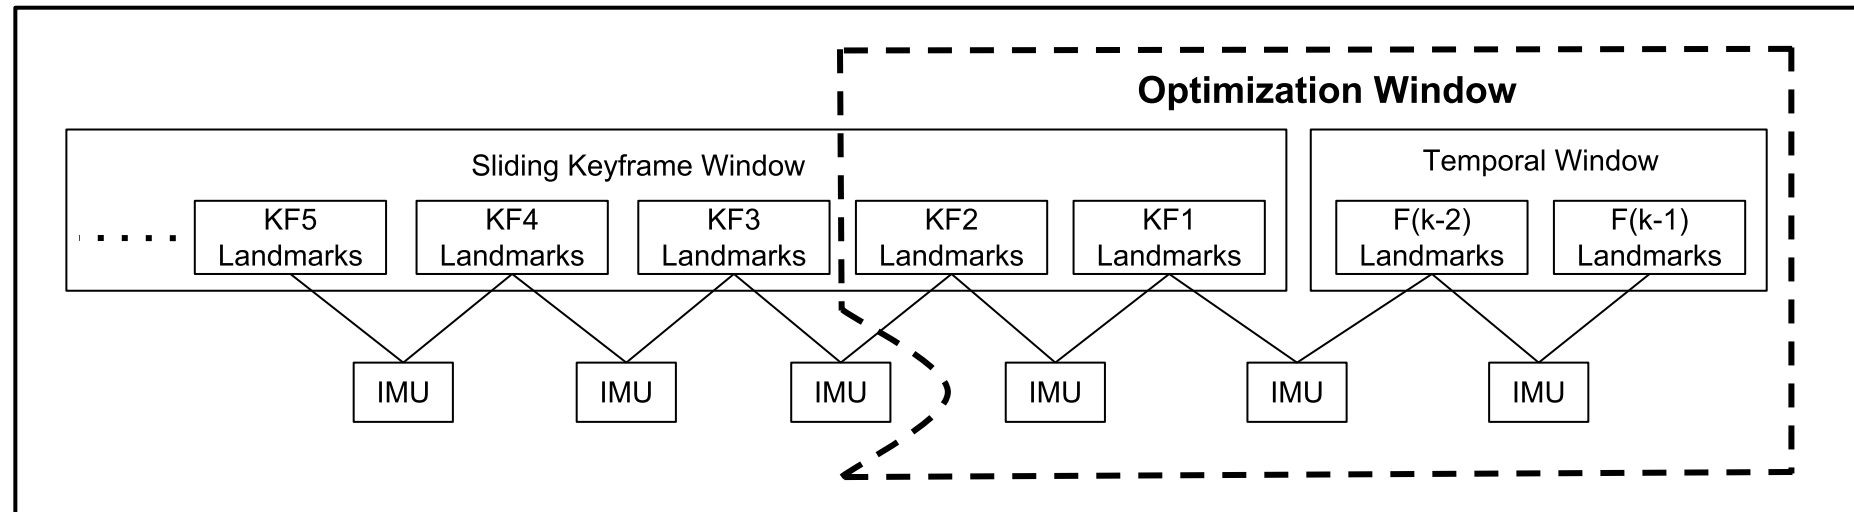 Optimization Window
Sliding Keyframe Window
Temporal Window
KF5
Landmarks
KF4
Landmarks
KF3
Landmarks
KF2
Landmarks
KF1
Landmarks
F(k-2)
Landmarks
F(k-1)
Landmarks
IMU
IMU
IMU
IMU
IMU
IMU